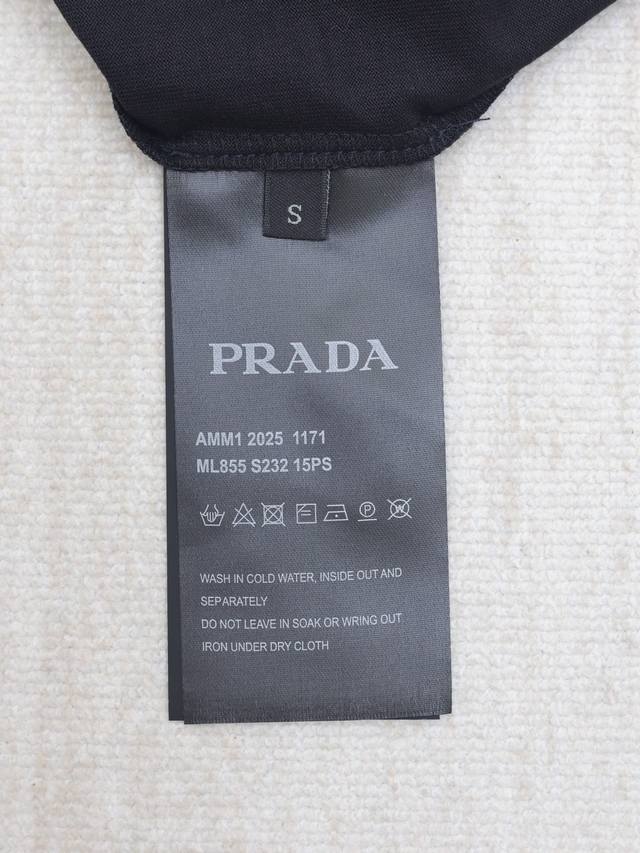 S
PRADA
AMM1 2025 1171
ML855 S232 15PS
P W
WASH IN COLD WATER, INSIDE OUT AND
SEPARATELY
DO NOT LEAVE IN SOAK OR WRING OUT
IRON UNDER DRY CLOTH